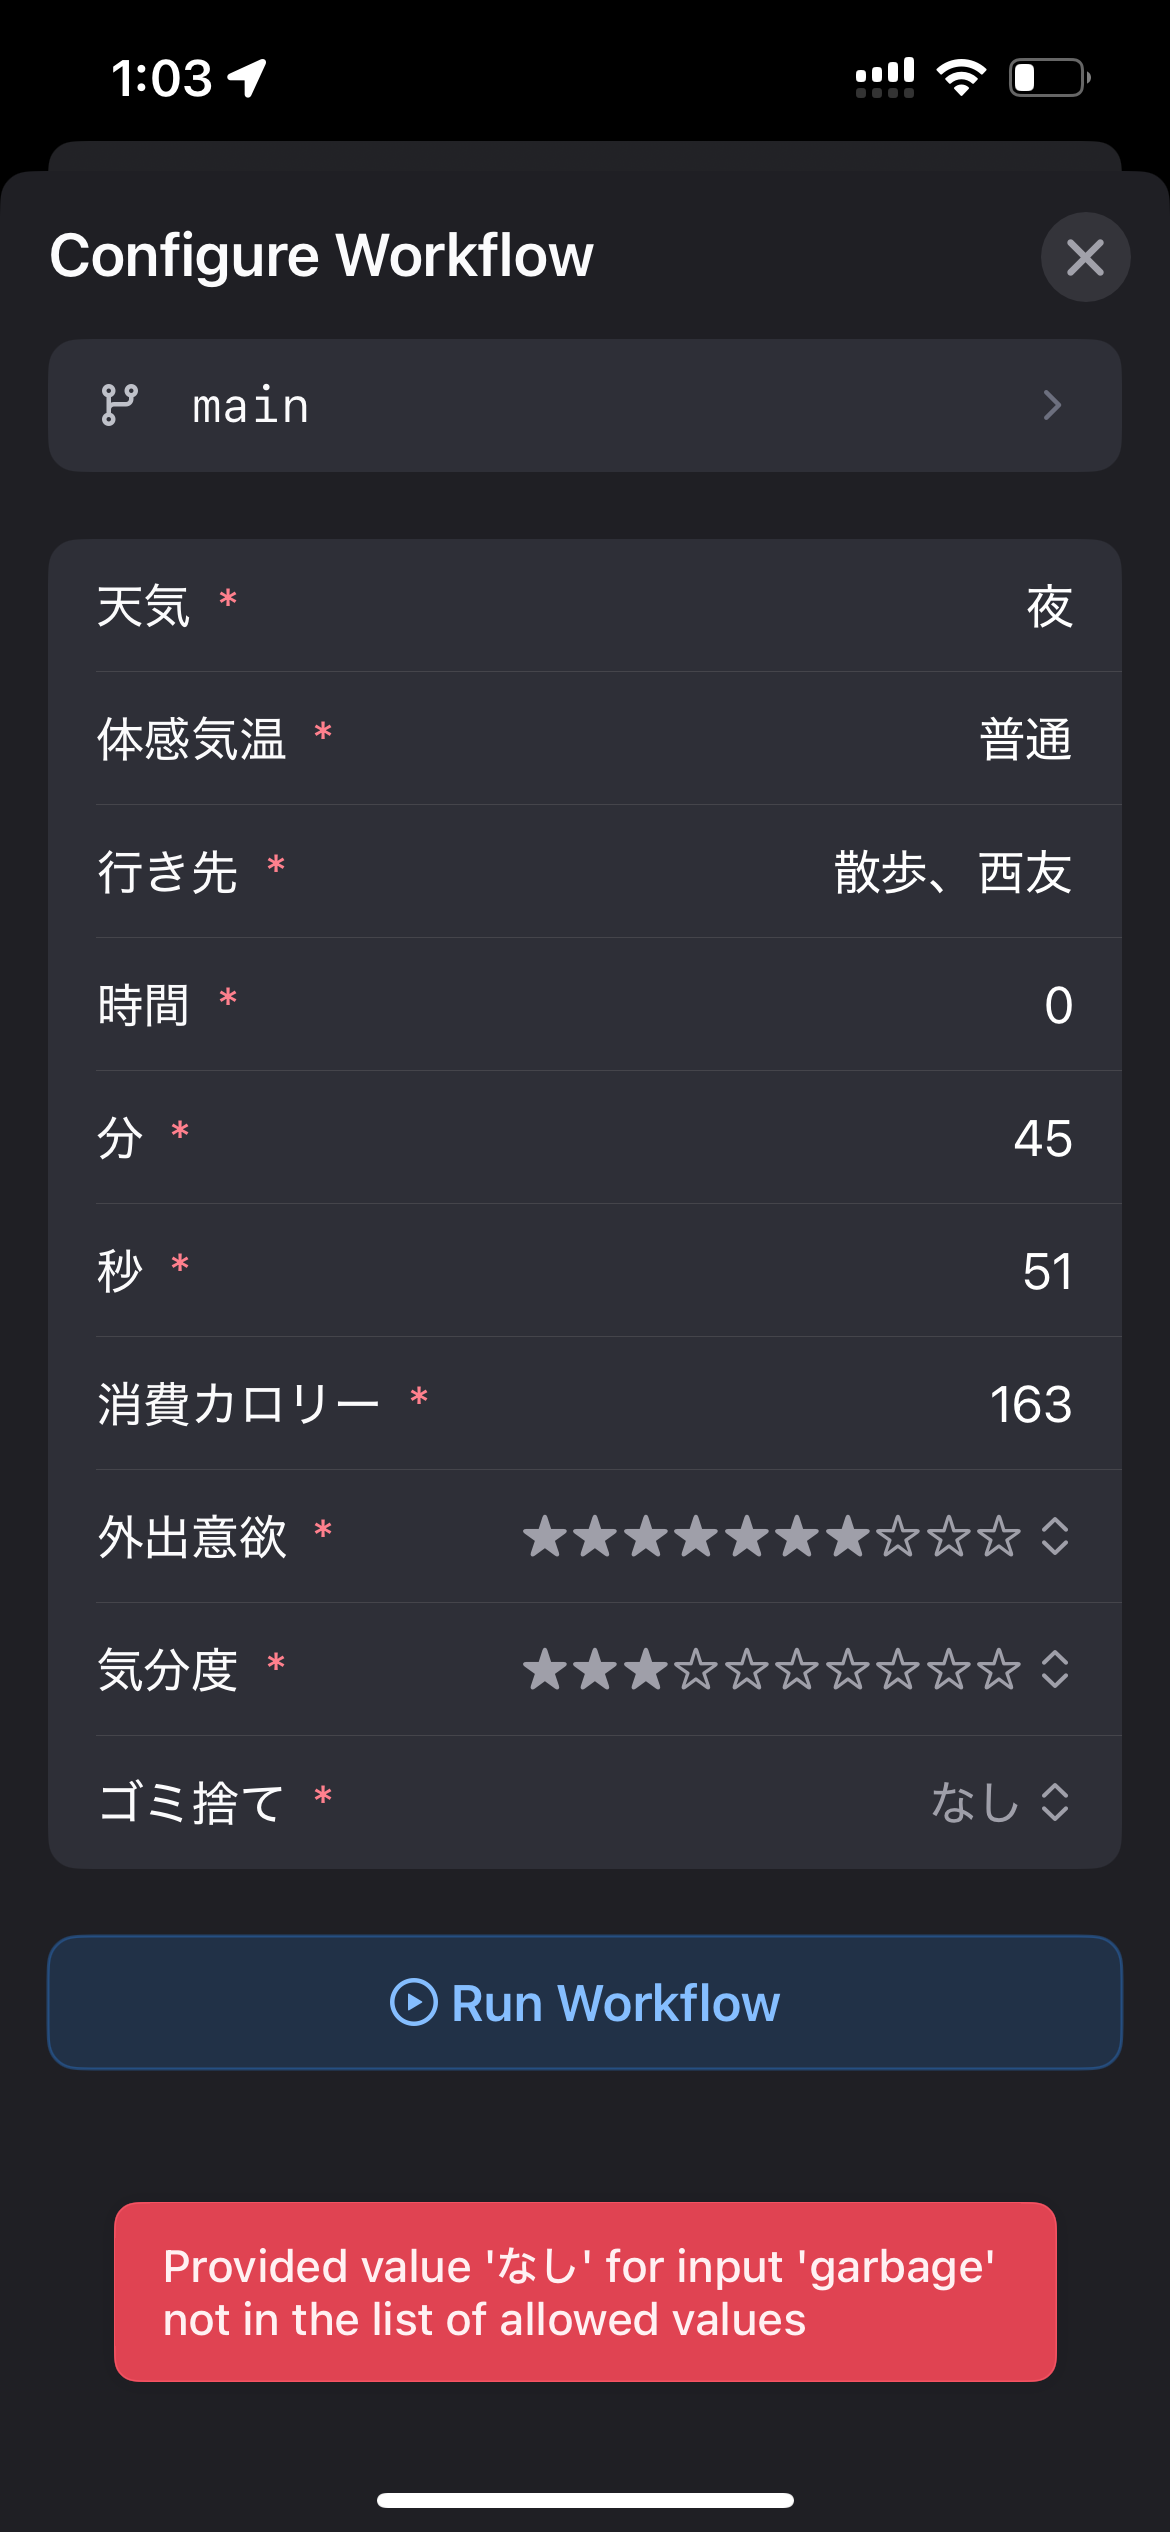 1:03
Configure Workflow
main
天気 * 夜
体感気温 * 普通
行き先 * 散歩、西友
時間 * 0
分 * 45
秒 * 51
消費カロリー * 163
外出意欲 * ★★★★★★★☆☆☆
気分度 * ★★★☆☆☆☆☆☆☆
ゴミ捨て * なし
Run Workflow
Provided value 'なし' for input 'garbage'
not in the list of allowed values